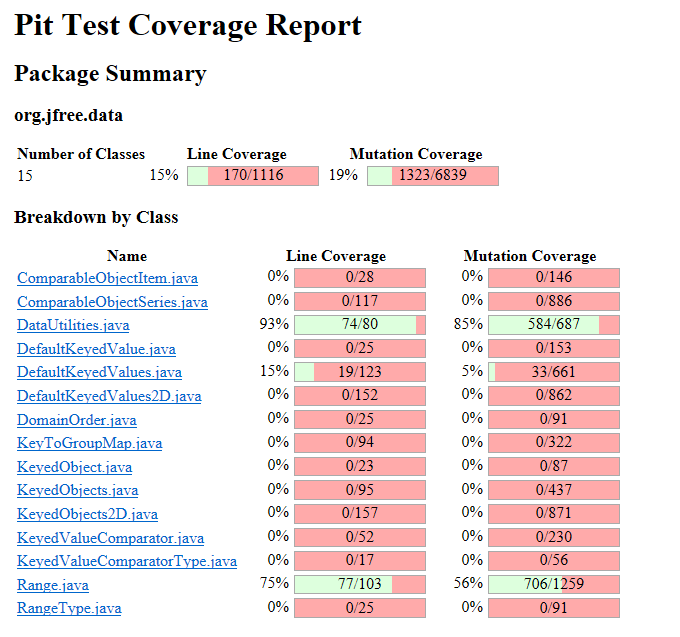 Pit Test Coverage Report
Package Summary
org.jfree.data
Number of Classes Line Coverage Mutation Coverage
15 15% 170/1116 19% 1323/6839
Breakdown by Class
Name Line Coverage Mutation Coverage
ComparableObjectItem.java 0% 0/28 0% 0/146
ComparableObjectSeries.java 0% 0/117 0% 0/886
DataUtilities.java 93% 74/80 85% 584/687
DefaultKeyedValue.java 0% 0/25 0% 0/153
DefaultKeyedValues.java 15% 19/123 5% 33/661
DefaultKeyedValues2D.java 0% 0/152 0% 0/862
DomainOrder.java 0% 0/25 0% 0/91
KeyToGroupMap.java 0% 0/94 0% 0/322
KeyedObject.java 0% 0/23 0% 0/87
KeyedObjects.java 0% 0/95 0% 0/437
KeyedObjects2D.java 0% 0/157 0% 0/871
KeyedValueComparator.java 0% 0/52 0% 0/230
KeyedValueComparatorType.java 0% 0/17 0% 0/56
Range.java 75% 77/103 56% 706/1259
RangeType.java 0% 0/25 0% 0/91